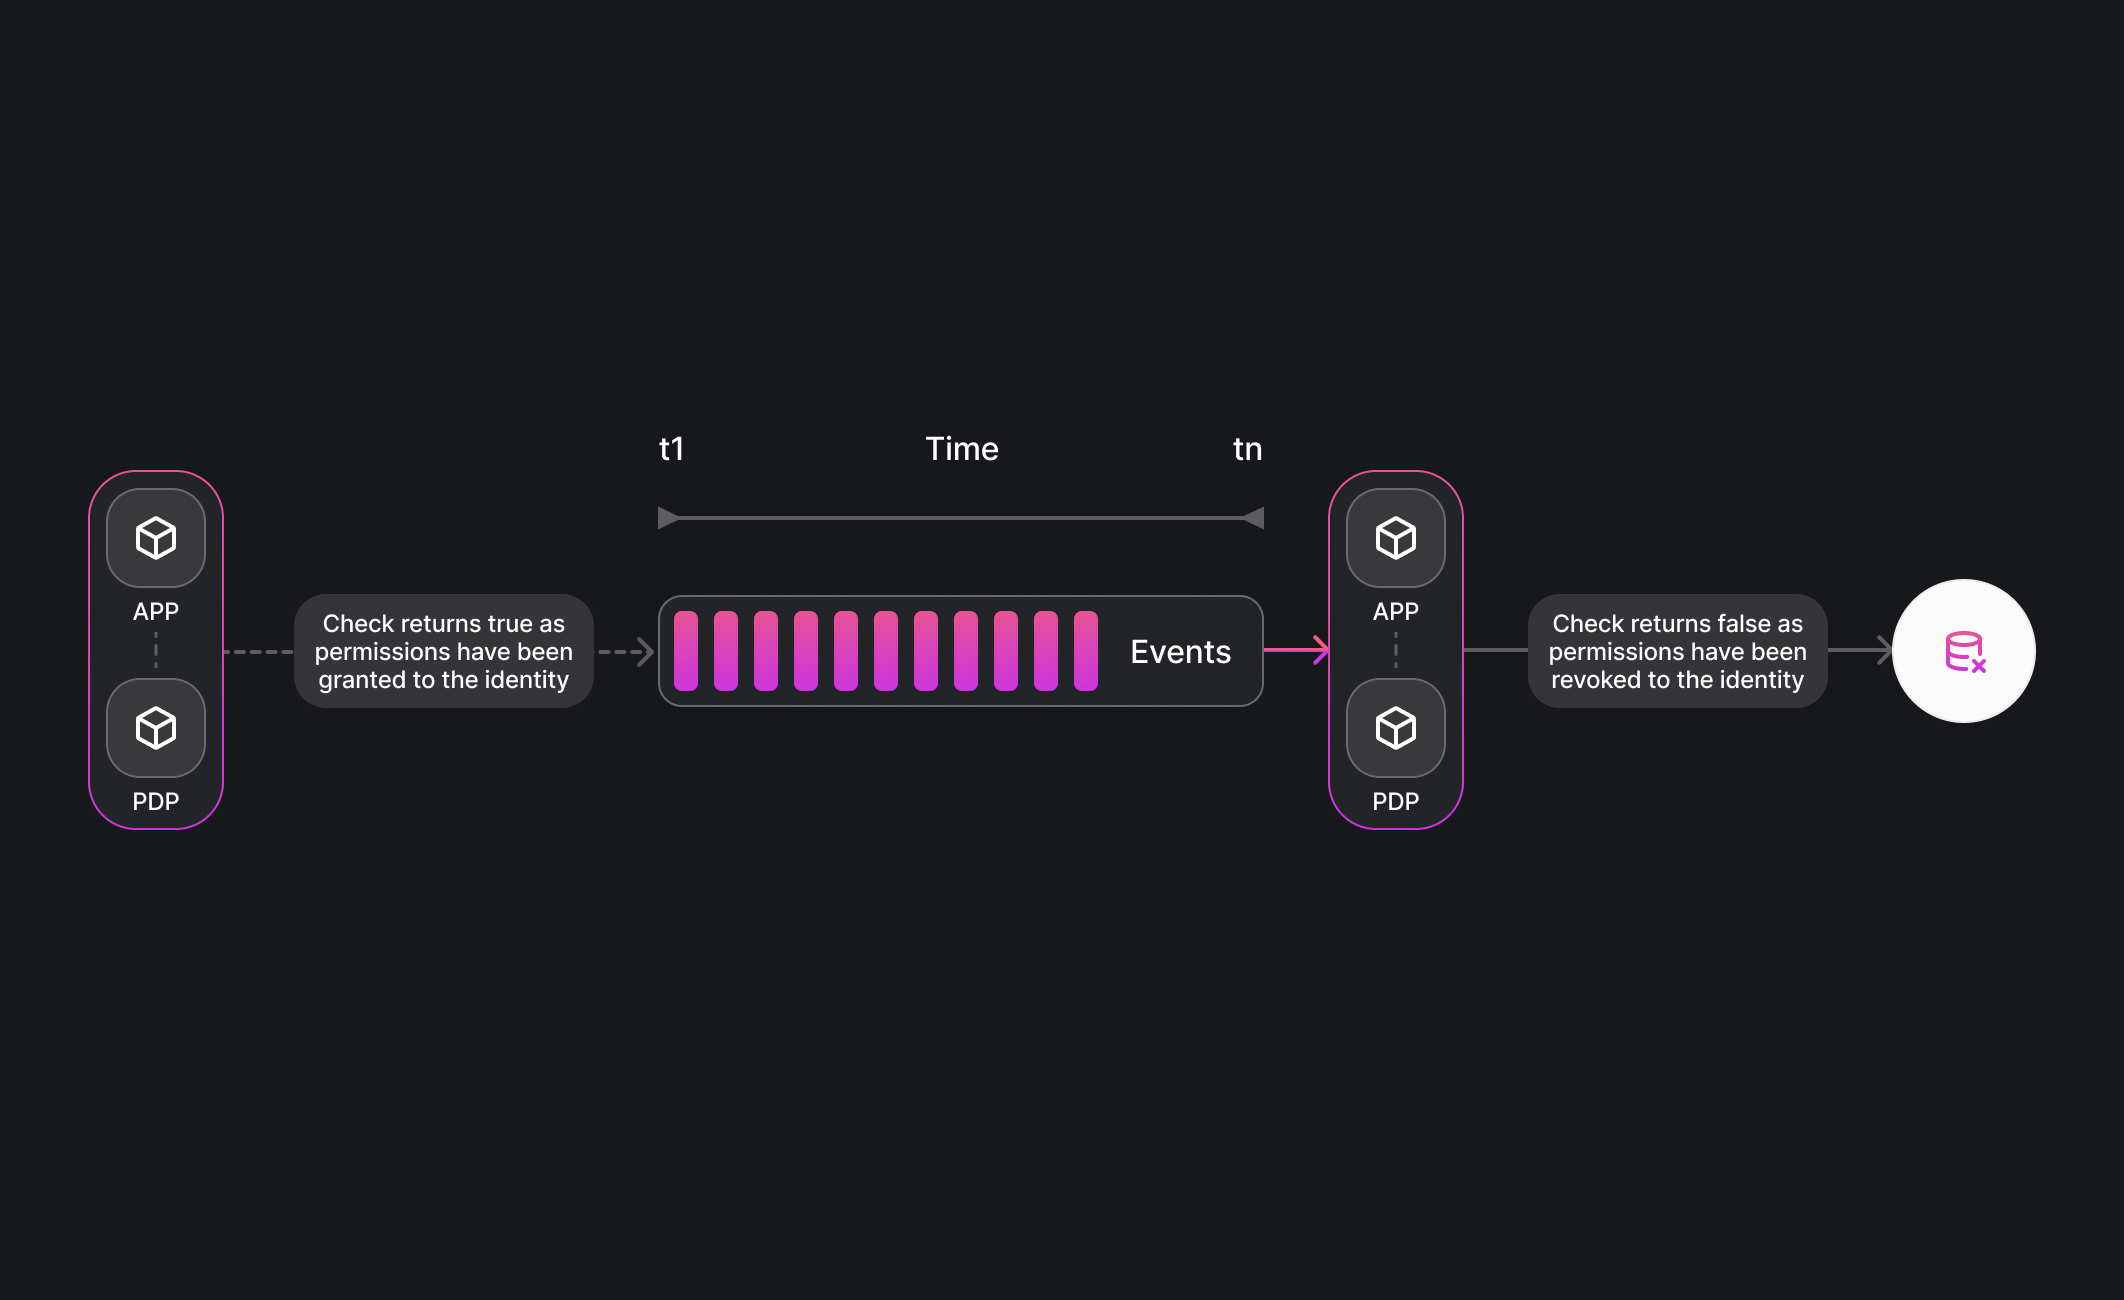 t1
Time
tn
APP
PDP
Check returns true as
permissions have been
granted to the identity
Events
APP
PDP
Check returns false as
permissions have been
revoked to the identity